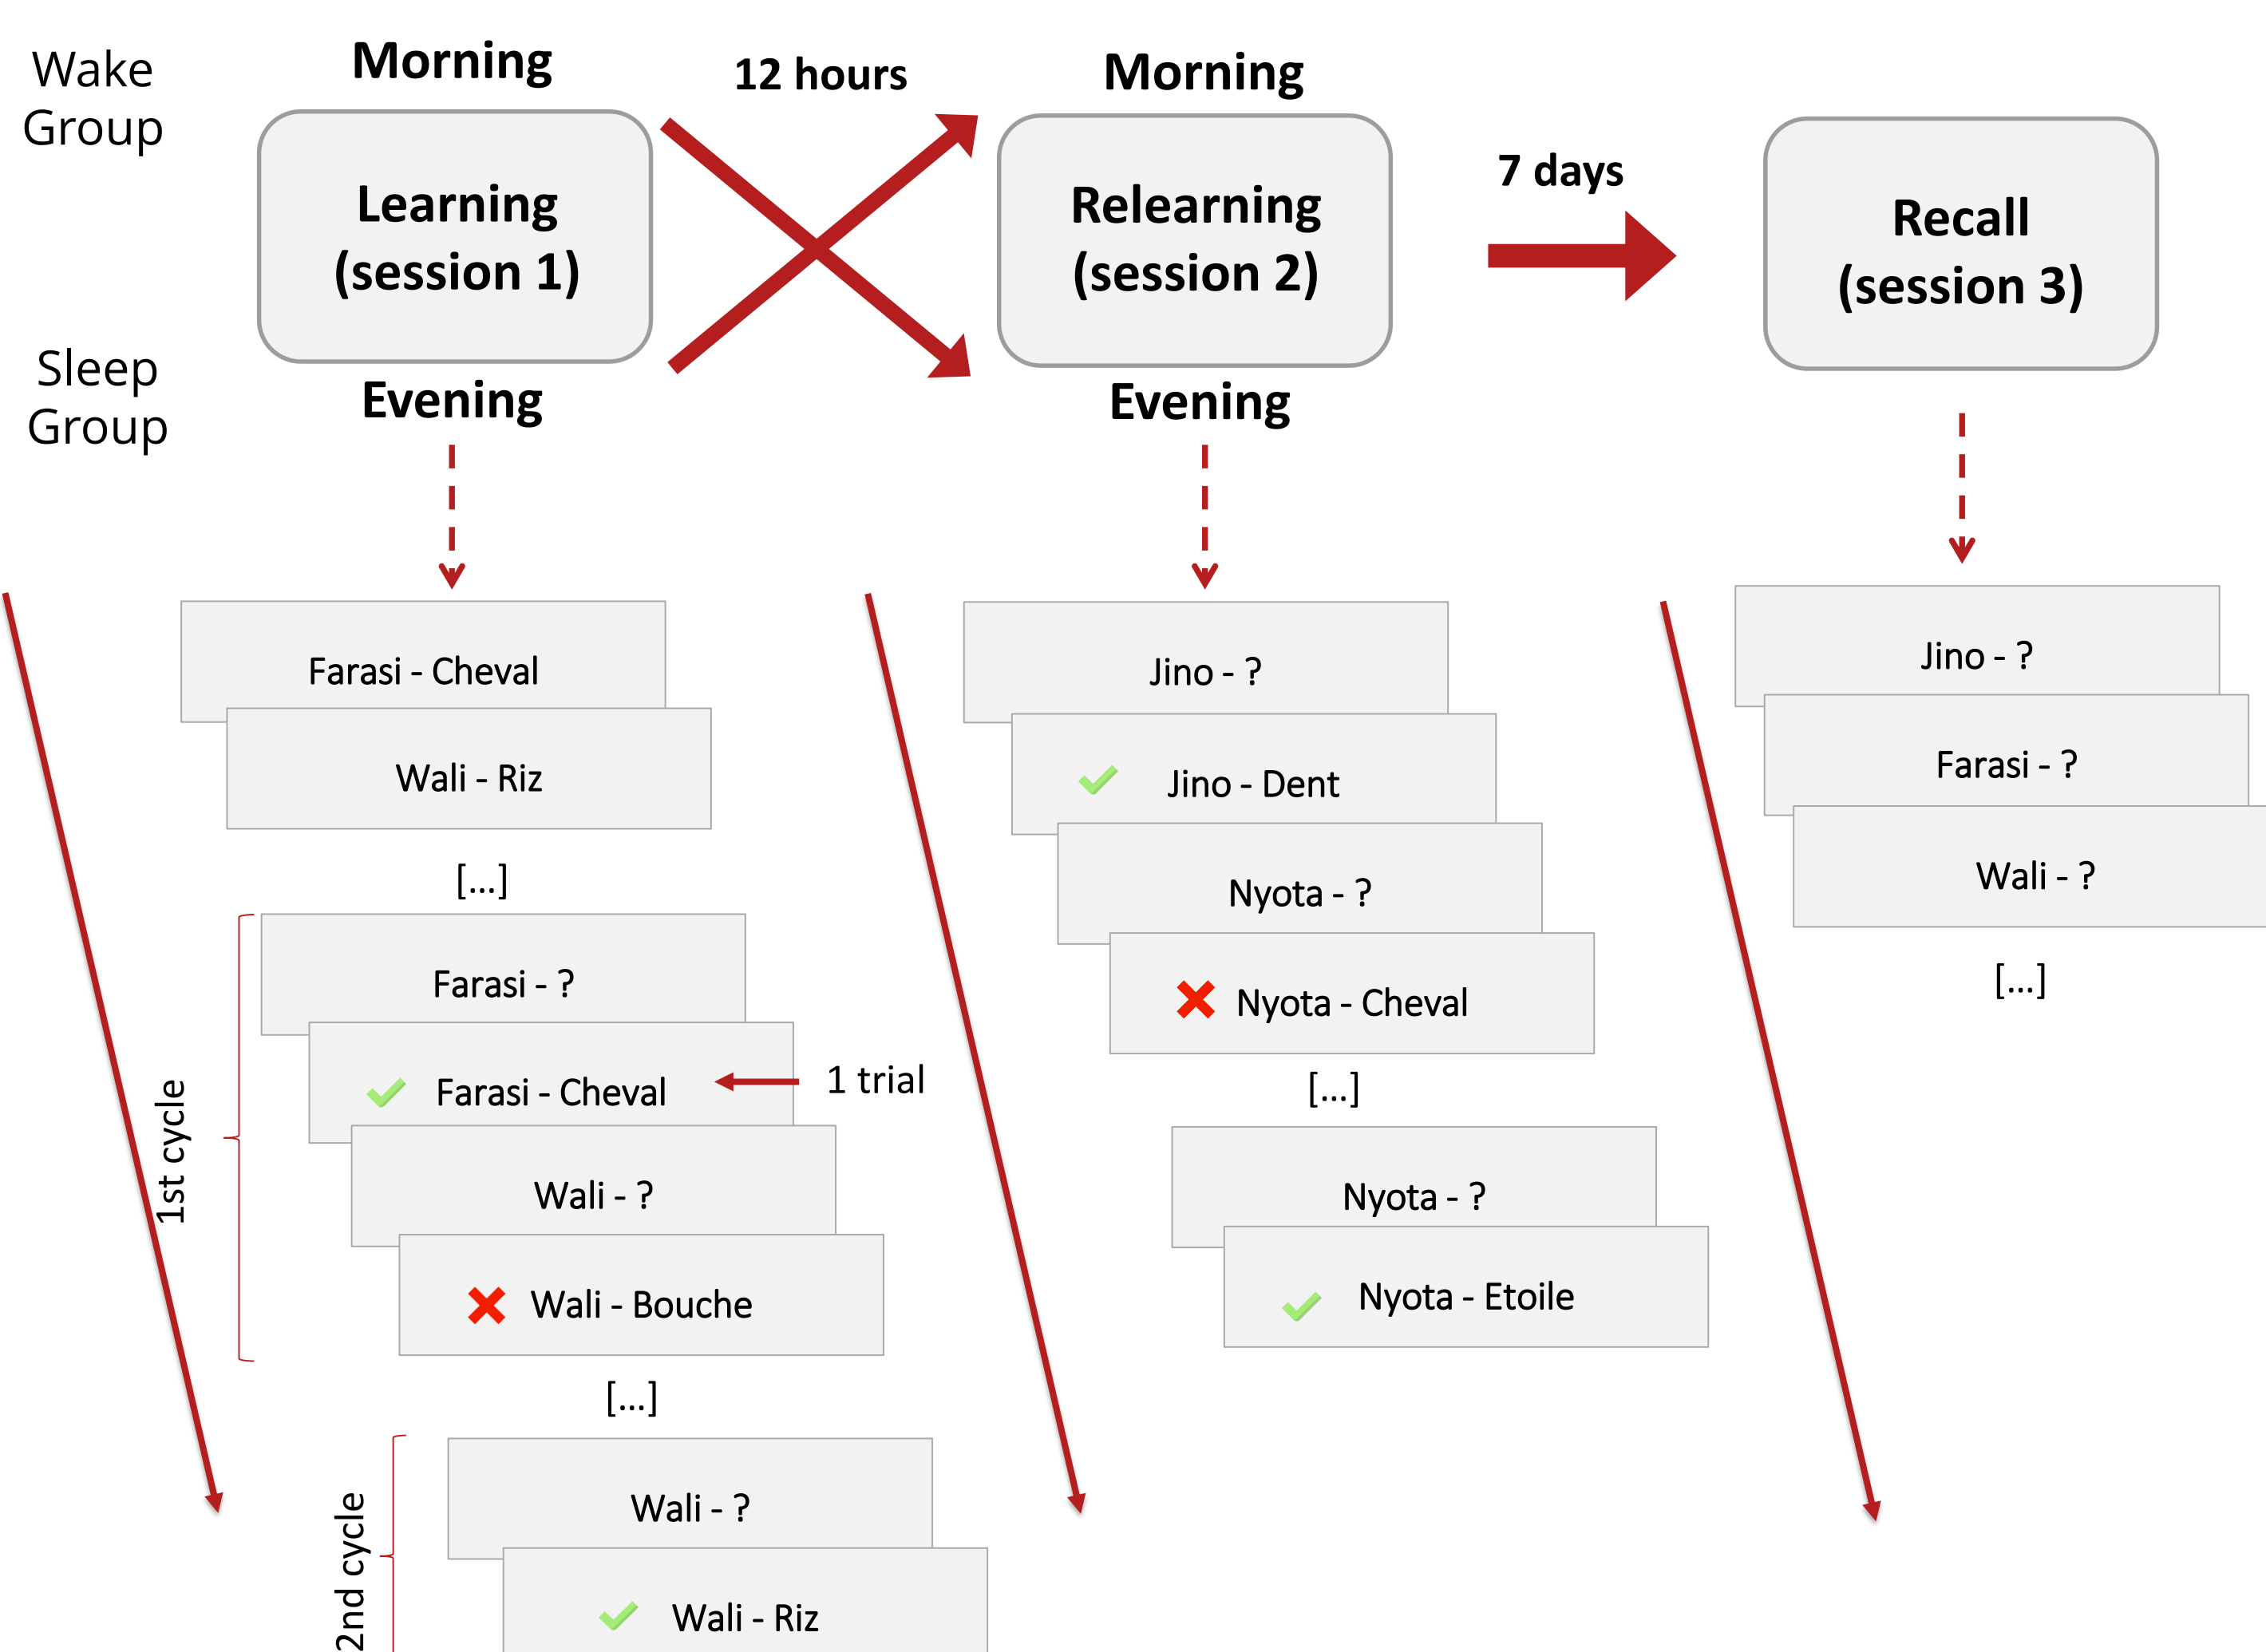 Wake
Group
Morning
12 hours
Morning
Learning
(session 1)
Relearning
(session 2)
7 days
Recall
(session 3)
Sleep
Group
Evening
Evening
Farasi - Cheval
Wali - Riz
[...]
1st cycle
Farasi - ?
Farasi - Cheval
1 trial
Wali - ?
Wali - Bouche
[...]
2nd cycle
Wali - ?
Wali - Riz
Jino - ?
Jino - Dent
Nyota - ?
Nyota - Cheval
[...]
Nyota - ?
Nyota - Etoile
Jino - ?
Farasi - ?
Wali - ?
[...]